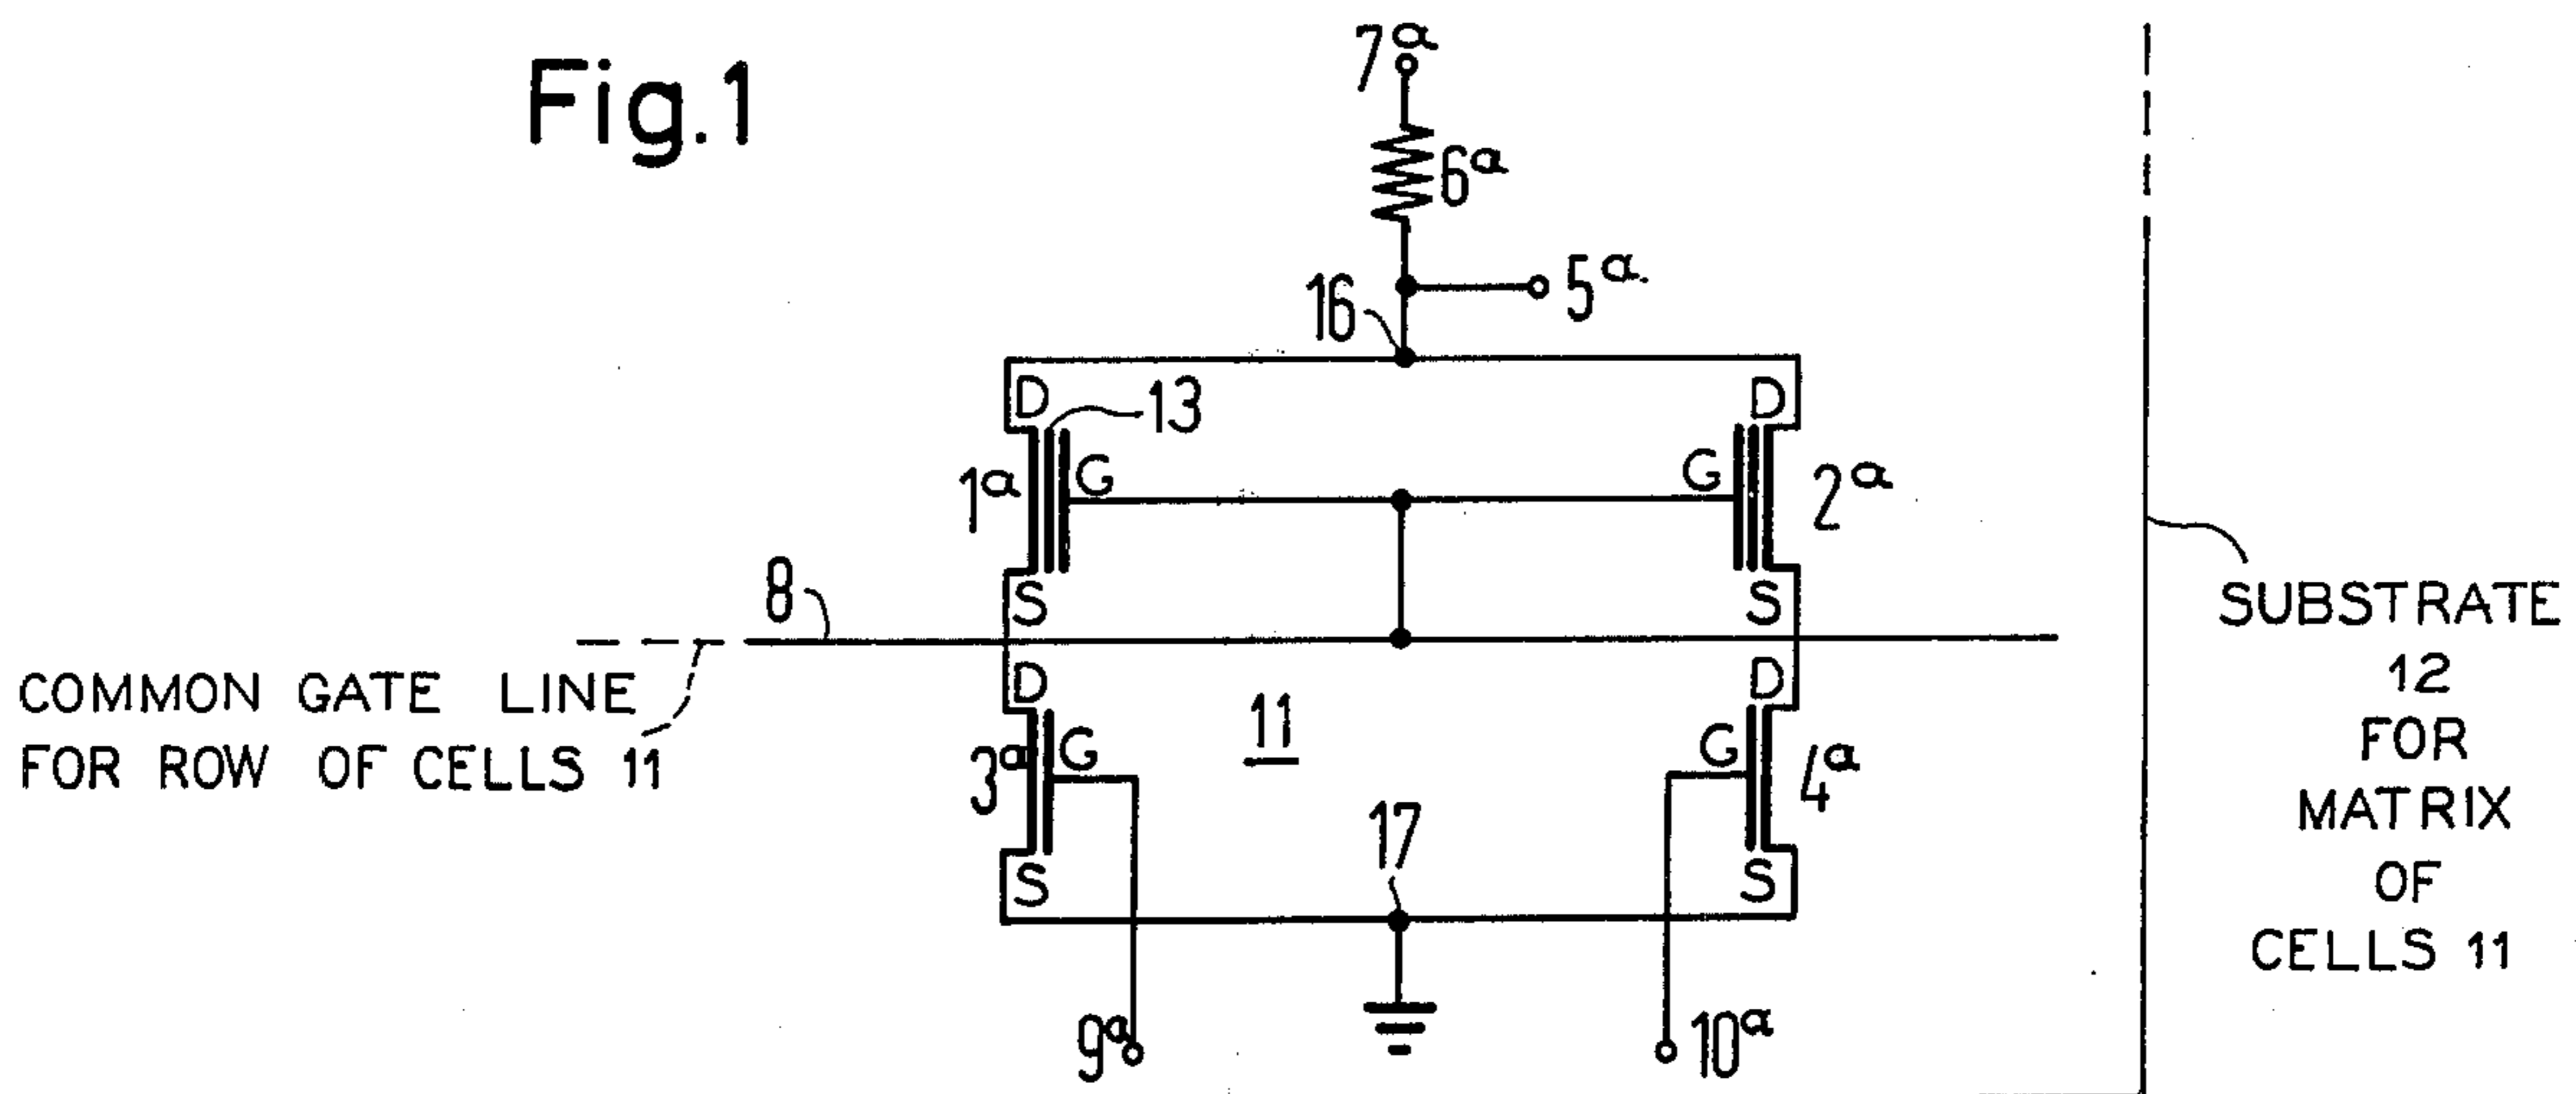 Fig.1
7a
6a
5a.
16
D
13
D
1a
G
G
2a
S
S
8
COMMON GATE LINE
FOR ROW OF CELLS 11
D
D
3a
G
11
G
4a
S
17
S
9a
10a
SUBSTRATE
12
FOR
MATRIX
OF
CELLS 11